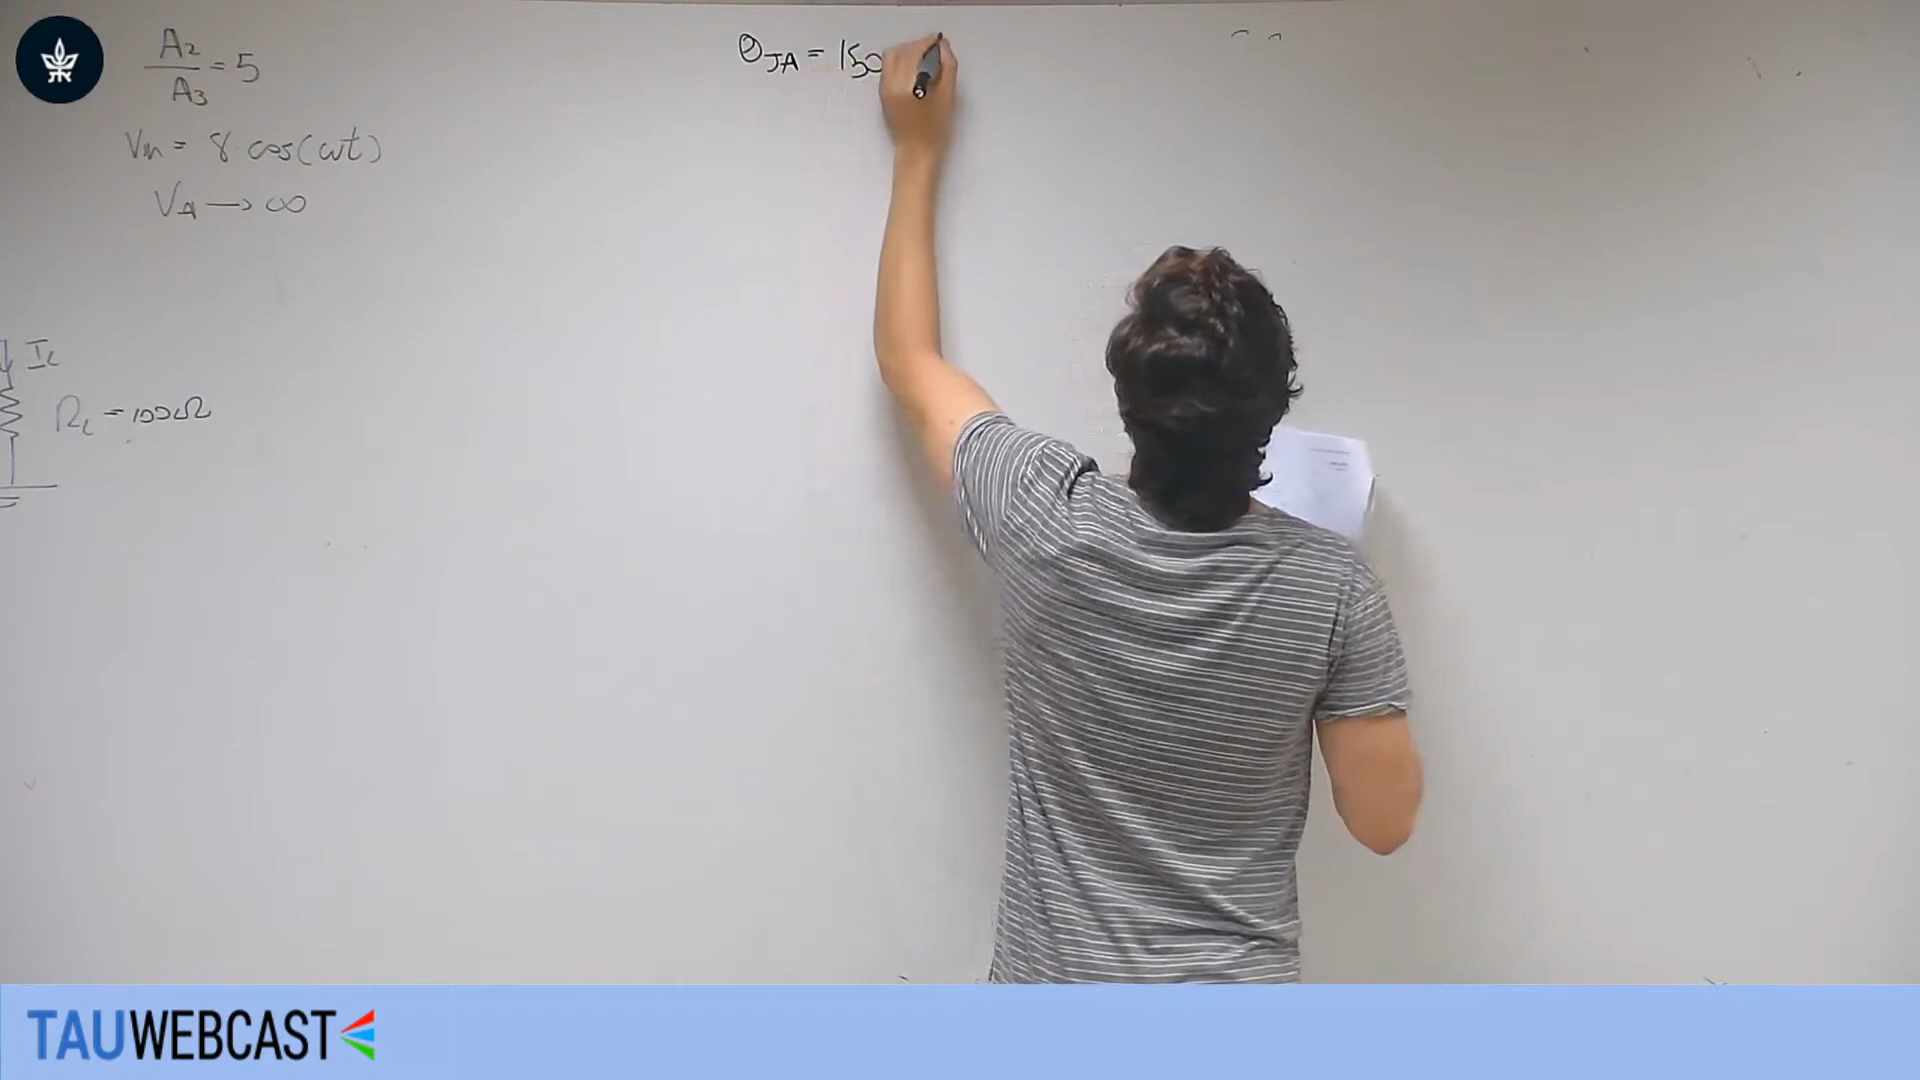 A2
A3 = 5
Vin = 8 cos(ωt)
VA → ∞
θJA = 150
IL
RL = 100Ω
TAUWEBCAST